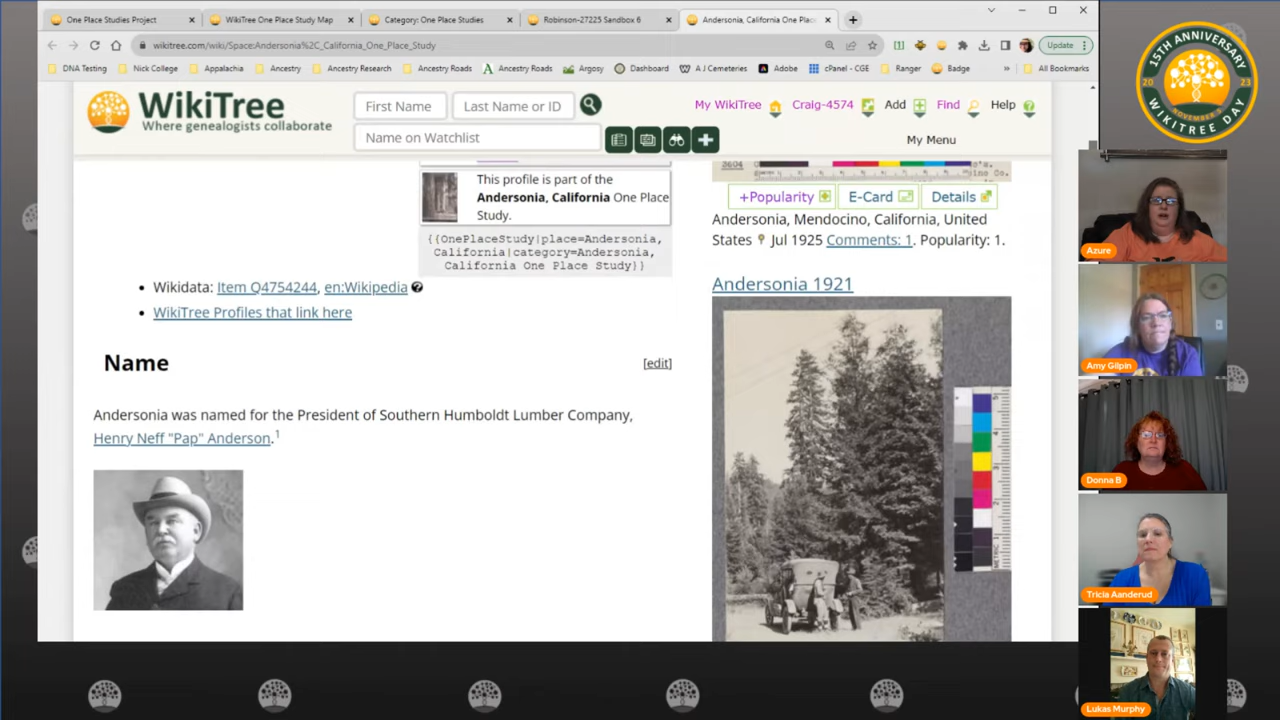 One Place Studies Project
WikiTree One Place Study Map
Category: One Place Studies
Robinson-27225 Sandbox 6
Andersonia, California One Plac
wikitree.com/wiki/Space:Andersonia%2C_California_One_Place_Study
Update
DNA Testing
Nick College
Appalachia
Ancestry
Ancestry Research
Ancestry Roads
Ancestry Roads
Argosy
Dashboard
A J Cemeteries
Adobe
cPanel - CGE
Ranger
Badge
»
All Bookmarks
WikiTree
Where genealogists collaborate
First Name
Last Name or ID
Name on Watchlist
My WikiTree
Craig-4574
Add
Find
Help
My Menu
This profile is part of the
Andersonia, California One Place
Study.
{{OnePlaceStudy|place=Andersonia,
California|category=Andersonia,
California One Place Study}}
• Wikidata: Item Q4754244, en:Wikipedia
• WikiTree Profiles that link here
Name
[edit]
Andersonia was named for the President of Southern Humboldt Lumber Company,
Henry Neff "Pap" Anderson.1
3604
+Popularity
E-Card
Details
Andersonia, Mendocino, California, United
States Jul 1925 Comments: 1. Popularity: 1.
Andersonia 1921
15TH ANNIVERSARY
20 23
NOVEMBER 5
WIKITREE DAY
Azure
Amy Gilpin
Donna B
Tricia Aanderud
Lukas Murphy